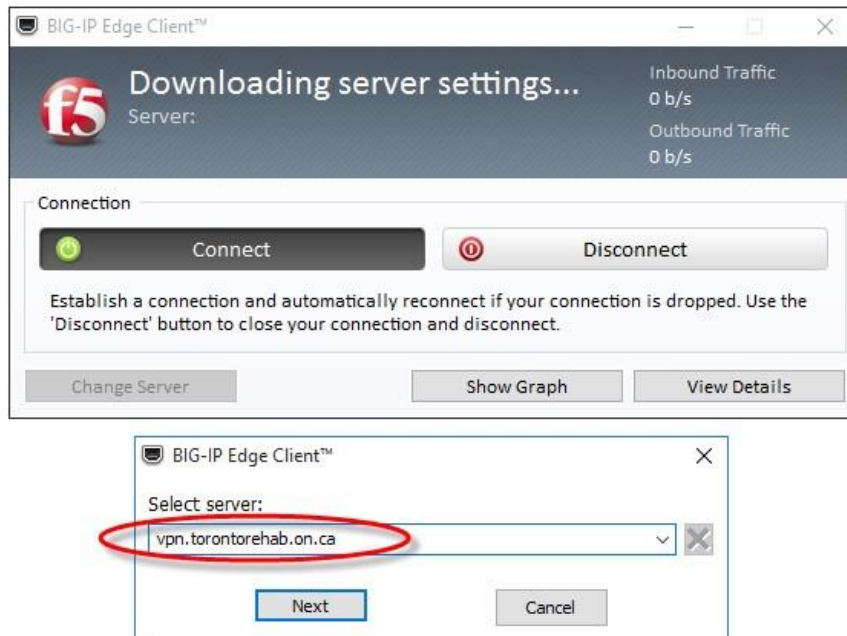 BIG-IP Edge Client™
f5
Downloading server settings...
Server:
Inbound Traffic
0 b/s
Outbound Traffic
0 b/s
Connection
Connect
Disconnect
Establish a connection and automatically reconnect if your connection is dropped. Use the
'Disconnect' button to close your connection and disconnect.
Change Server
Show Graph
View Details
BIG-IP Edge Client™
Select server:
vpn.torontorehab.on.ca
Next
Cancel